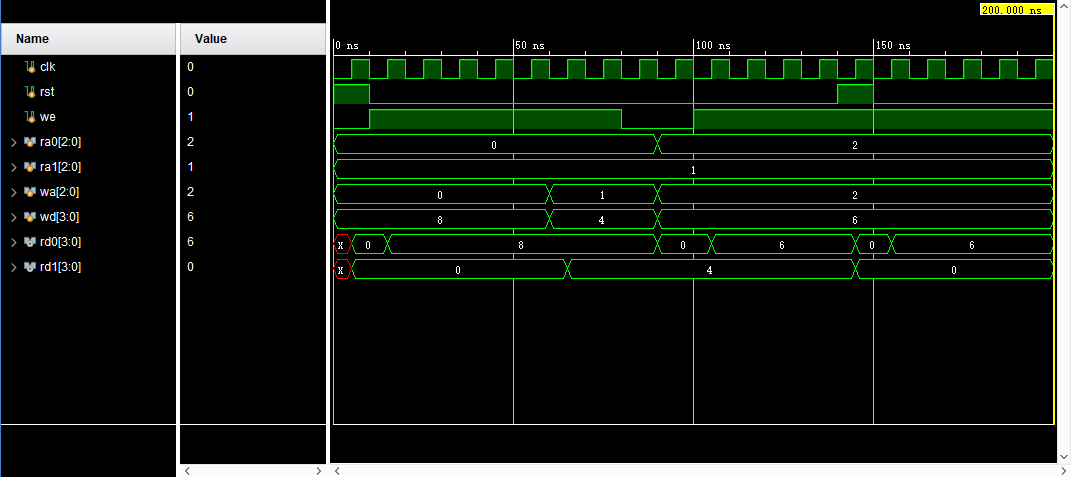 200.000 ns
Name Value
0 ns 50 ns 100 ns 150 ns
clk 0
rst 0
we 1
ra0[2:0] 2 0 2
ra1[2:0] 1 1
wa[2:0] 2 0 1 2
wd[3:0] 6 8 4 6
rd0[3:0] 6 X 0 8 0 6 0 6
rd1[3:0] 0 X 0 4 0